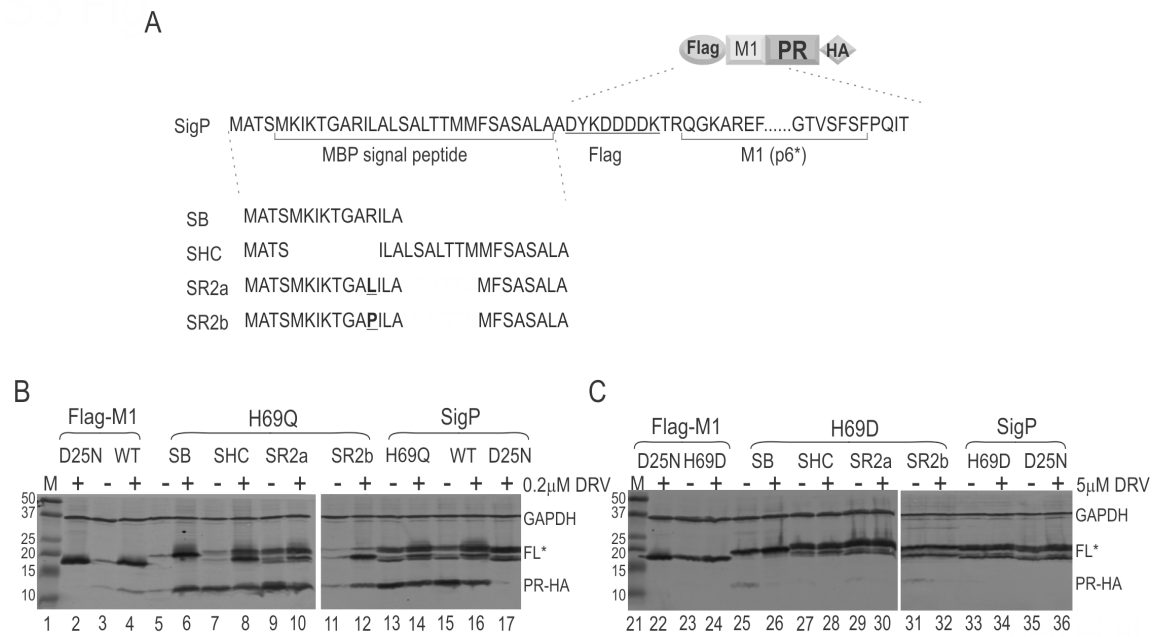 A
Flag M1 PR HA
SigP MATSMKIKTGARILALSALTTMMFSASALAADYKDDDDKTRQGKAREF......GTVSFSFPQIT
MBP signal peptide Flag M1 (p6*)
SB MATSMKIKTGARILA
SHC MATS ILALSALTTMMFSASALA
SR2a MATSMKIKTGALILA MFSASALA
SR2b MATSMKIKTGAPILA MFSASALA
B
Flag-M1 H69Q SigP
D25N WT SB SHC SR2a SR2b H69Q WT D25N
M + - + - + - + - + - + - + - + + 0.2µM DRV
50
37
25
20
15
10
GAPDH
FL*
PR-HA
1 2 3 4 5 6 7 8 9 10 11 12 13 14 15 16 17
C
Flag-M1 H69D SigP
D25N H69D SB SHC SR2a SR2b H69D D25N
M + - + - + - + - + - + - + - + 5µM DRV
50
37
25
20
15
10
GAPDH
FL*
PR-HA
21 22 23 24 25 26 27 28 29 30 31 32 33 34 35 36